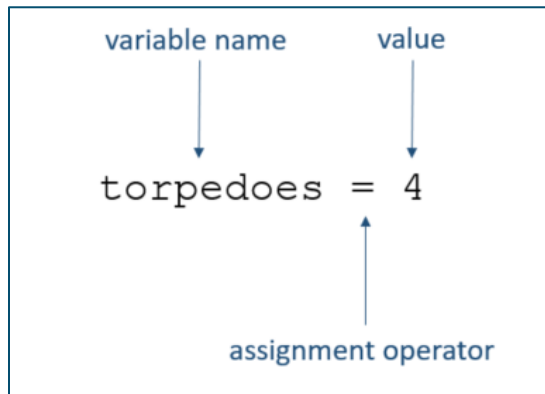 variable name value
torpedoes = 4
assignment operator